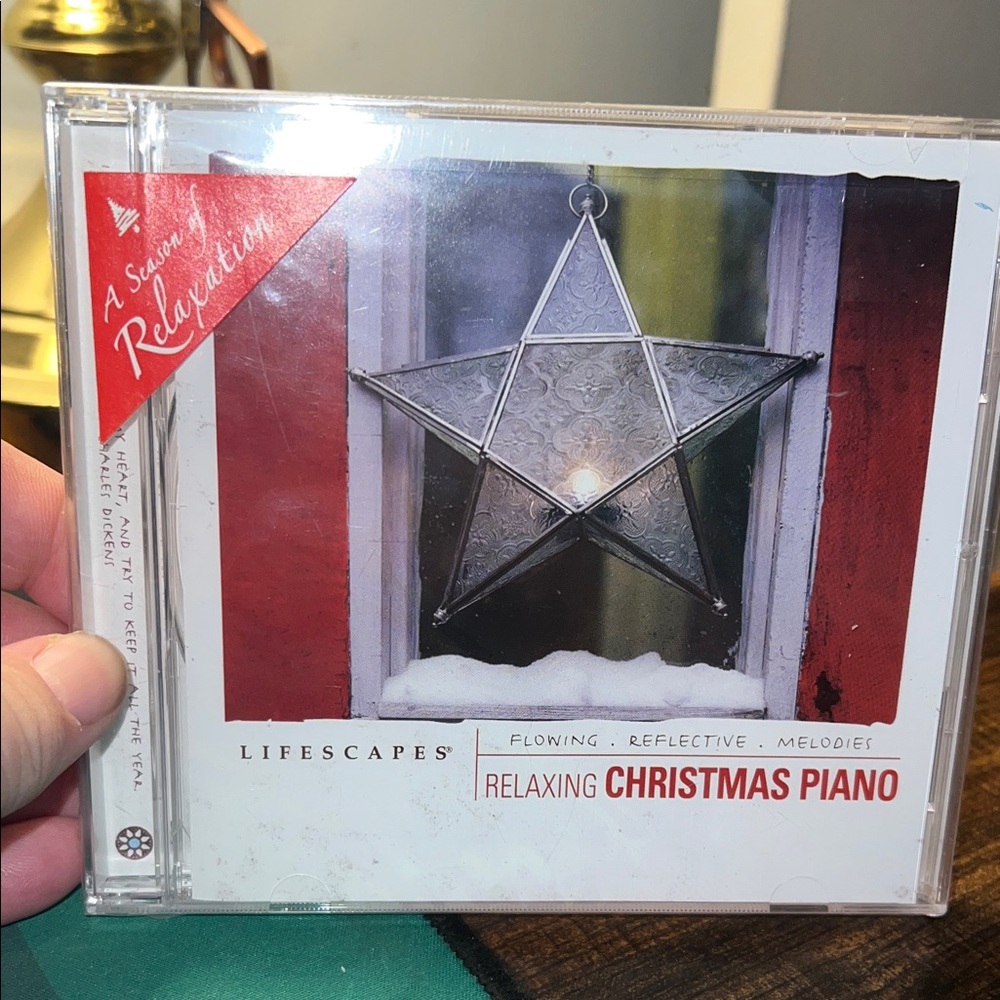 A Season of
Relaxation
MY HEART, AND TRY TO KEEP IT ALL THE YEAR.
CHARLES DICKENS
LIFESCAPES®
FLOWING . REFLECTIVE . MELODIES
RELAXING CHRISTMAS PIANO